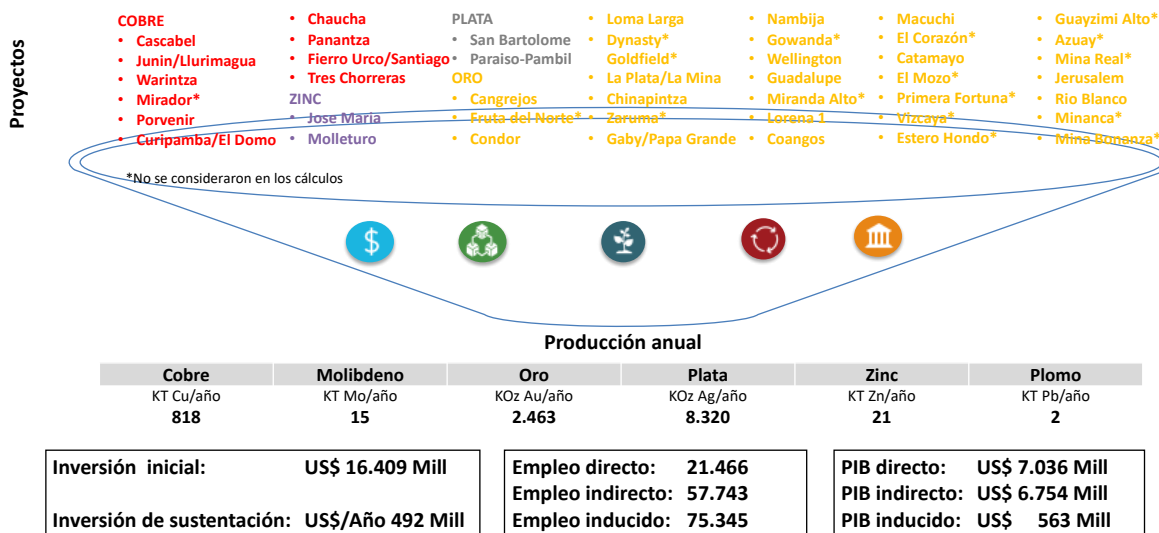 Proyectos
COBRE
• Cascabel
• Junin/Llurimagua
• Warintza
• Mirador*
• Porvenir
• Curipamba/El Domo
• Chaucha
• Panantza
• Fierro Urco/Santiago
• Tres Chorreras
ZINC
• Jose Maria
• Molleturo
PLATA
• San Bartolome
• Paraiso-Pambil
ORO
• Cangrejos
• Fruta del Norte*
• Condor
• Loma Larga
• Dynasty*
Goldfield*
• La Plata/La Mina
• Chinapintza
• Zaruma*
• Gaby/Papa Grande
• Nambija
• Gowanda*
• Wellington
• Guadalupe
• Miranda Alto*
• Lorena 1
• Coangos
• Macuchi
• El Corazón*
• Catamayo
• El Mozo*
• Primera Fortuna*
• Vizcaya*
• Estero Hondo*
• Guayzimi Alto*
• Azuay*
• Mina Real*
• Jerusalem
• Rio Blanco
• Minanca*
• Mina Bonanza*
*No se consideraron en los cálculos
$
Producción anual
Cobre Molibdeno Oro Plata Zinc Plomo
KT Cu/año KT Mo/año KOz Au/año KOz Ag/año KT Zn/año KT Pb/año
818 15 2.463 8.320 21 2
Inversión inicial: US$ 16.409 Mill
Inversión de sustentación: US$/Año 492 Mill
Empleo directo: 21.466
Empleo indirecto: 57.743
Empleo inducido: 75.345
PIB directo: US$ 7.036 Mill
PIB indirecto: US$ 6.754 Mill
PIB inducido: US$ 563 Mill